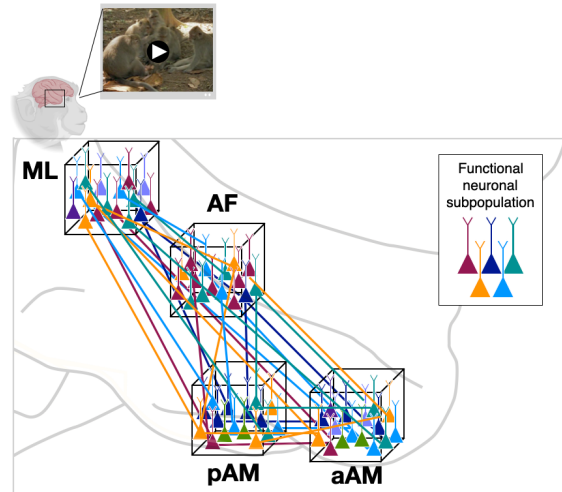 ML
AF
Functional
neuronal
subpopulation
pAM
aAM